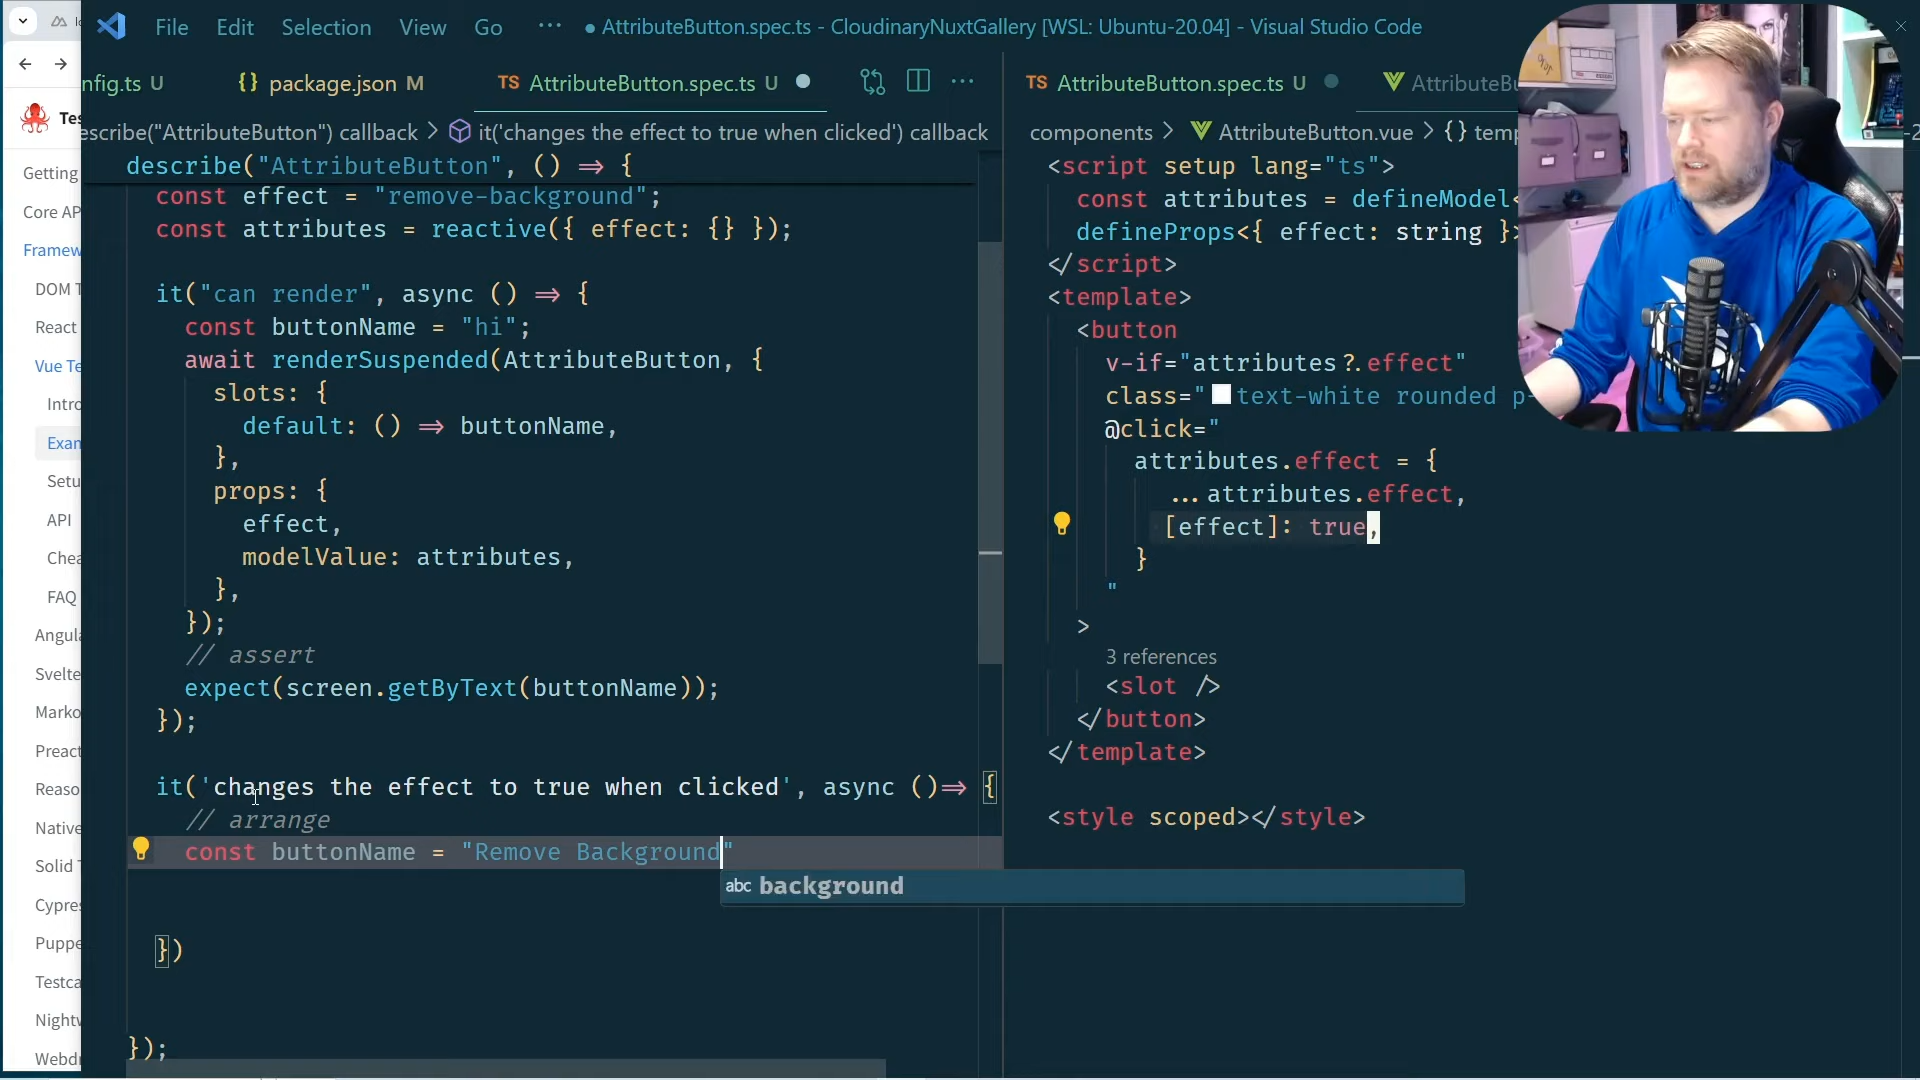 File Edit Selection View Go ··· ● AttributeButton.spec.ts - CloudinaryNuxtGallery [WSL: Ubuntu-20.04] - Visual Studio Code
nfig.ts U {} package.json M TS AttributeButton.spec.ts U ● ···
escribe("AttributeButton") callback > it('changes the effect to true when clicked') callback
describe("AttributeButton", () => {
const effect = "remove-background";
const attributes = reactive({ effect: {} });
it("can render", async () => {
const buttonName = "hi";
await renderSuspended(AttributeButton, {
slots: {
default: () => buttonName,
},
props: {
effect,
modelValue: attributes,
},
});
// assert
expect(screen.getByText(buttonName));
});
it('changes the effect to true when clicked', async ()=> {
// arrange
const buttonName = "Remove Background"
abc background
})
});
TS AttributeButton.spec.ts U ● AttributeB
components > AttributeButton.vue > {} temp
<script setup lang="ts">
const attributes = defineModel<
defineProps<{ effect: string }>
</script>
<template>
<button
v-if="attributes?.effect"
class="text-white rounded p-
@click="
attributes.effect = {
...attributes.effect,
[effect]: true,
}
"
>
3 references
<slot />
</button>
</template>
<style scoped></style>
Tes
Getting
Core AP
Framew
DOM T
React
Vue Te
Intro
Exam
Setu
API
Chea
FAQ
Angula
Svelte
Marko
Preact
Reaso
Native
Solid T
Cypres
Puppe
Testca
Nightw
Webdr